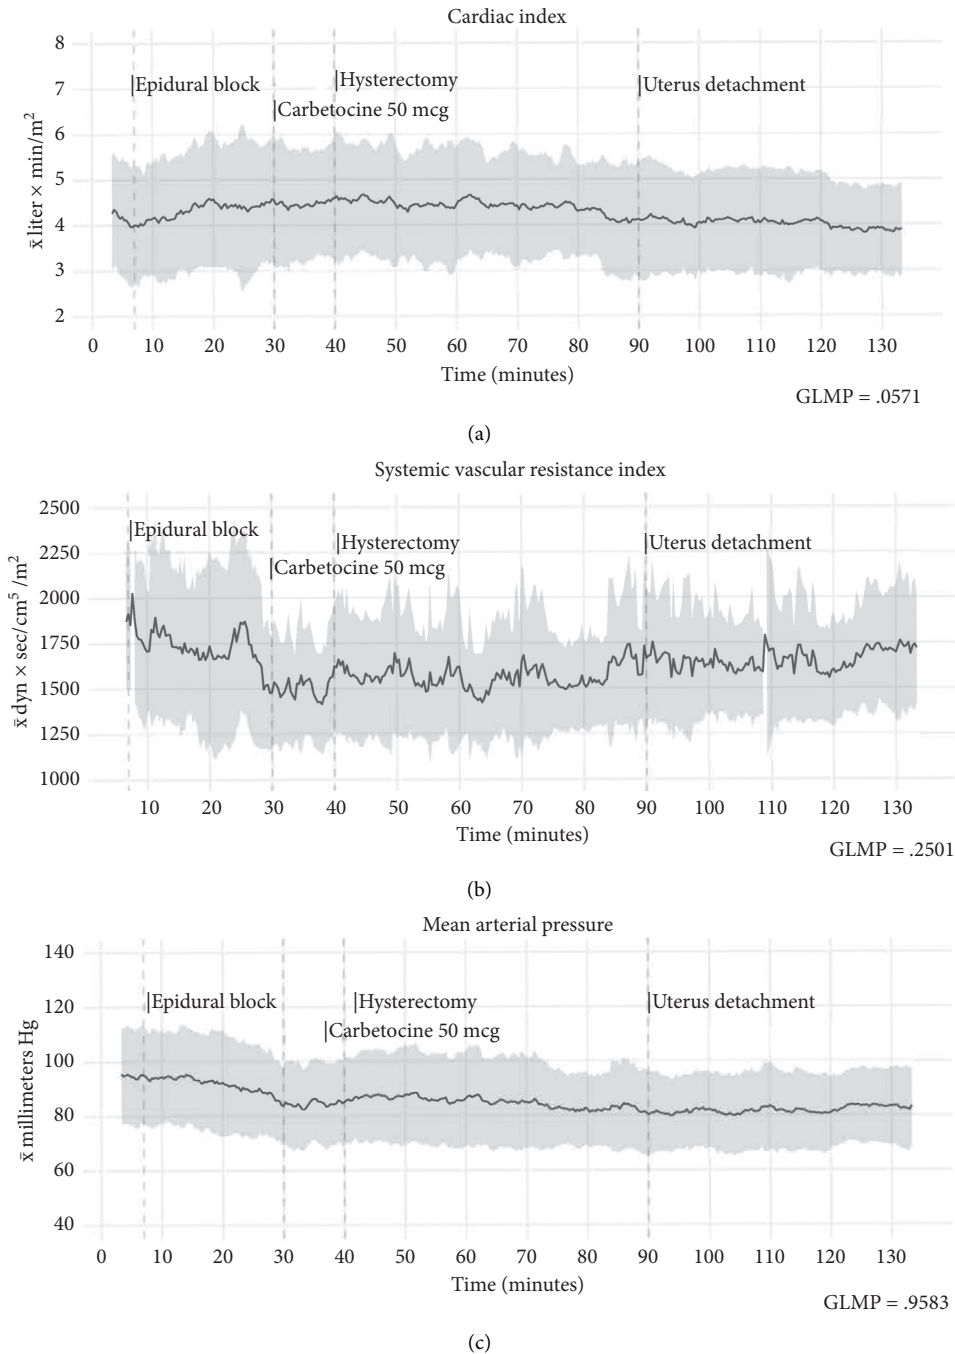 Cardiac index
8
7
6
5
4
3
2
x̄ liter × min/m²
|Epidural block
|Carbetocine 50 mcg
|Hysterectomy
|Uterus detachment
0 10 20 30 40 50 60 70 80 90 100 110 120 130
Time (minutes)
GLMP = .0571
(a)
Systemic vascular resistance index
2500
2250
2000
1750
1500
1250
1000
x̄ dyn × sec/cm⁵ /m²
|Epidural block
|Carbetocine 50 mcg
|Hysterectomy
|Uterus detachment
10 20 30 40 50 60 70 80 90 100 110 120 130
Time (minutes)
GLMP = .2501
(b)
Mean arterial pressure
140
120
100
80
60
40
x̄ millimeters Hg
|Epidural block
|Hysterectomy
|Carbetocine 50 mcg
|Uterus detachment
0 10 20 30 40 50 60 70 80 90 100 110 120 130
Time (minutes)
GLMP = .9583
(c)